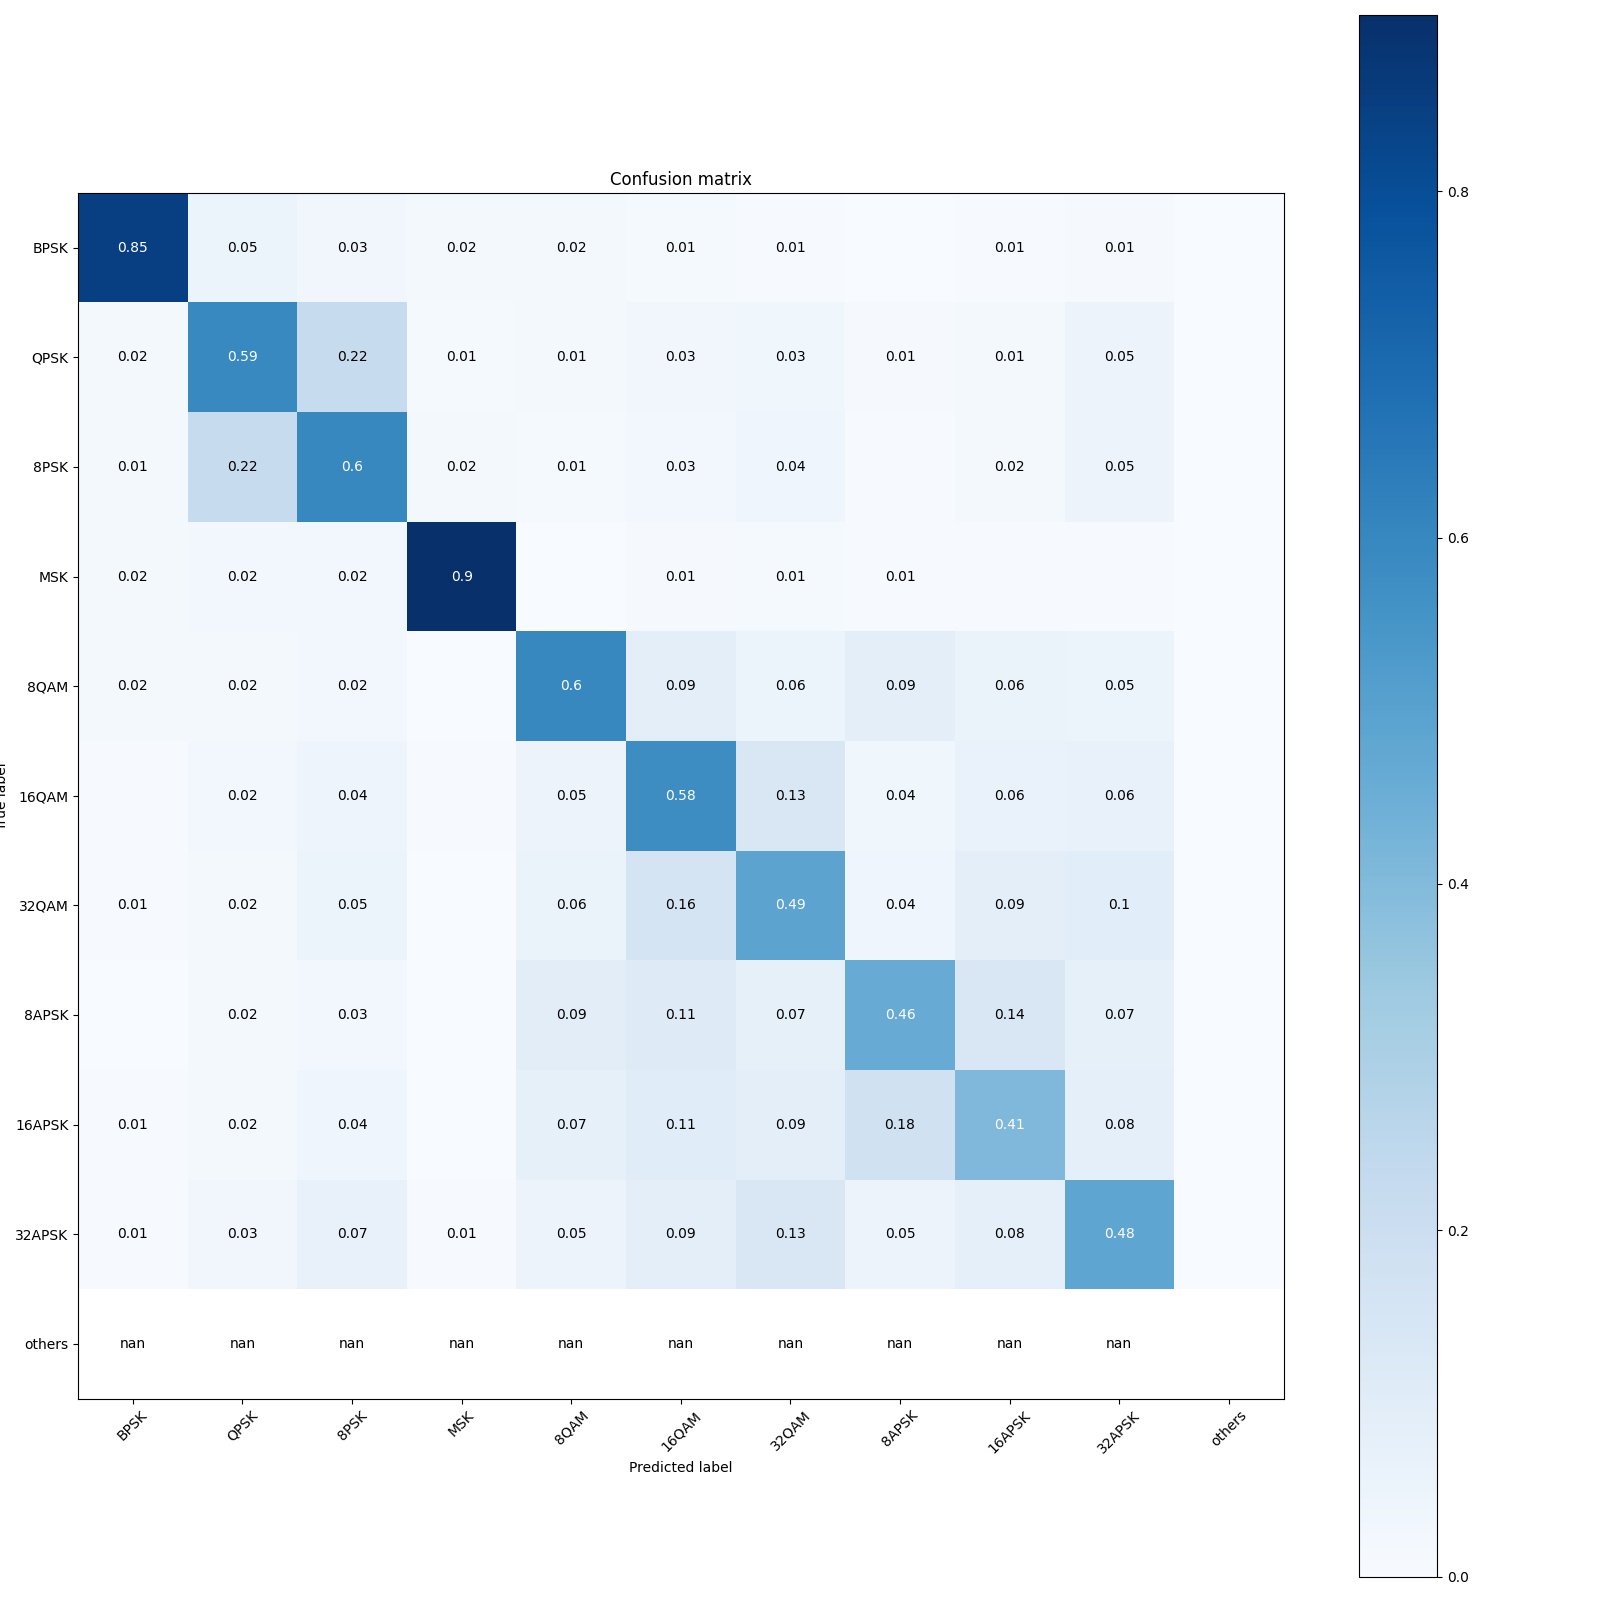 Confusion matrix
BPSK 0.85 0.05 0.03 0.02 0.02 0.01 0.01 0.01 0.01
QPSK 0.02 0.59 0.22 0.01 0.01 0.03 0.03 0.01 0.01 0.05
8PSK 0.01 0.22 0.6 0.02 0.01 0.03 0.04 0.02 0.05
MSK 0.02 0.02 0.02 0.9 0.01 0.01 0.01
8QAM 0.02 0.02 0.02 0.6 0.09 0.06 0.09 0.06 0.05
16QAM 0.02 0.04 0.05 0.58 0.13 0.04 0.06 0.06
32QAM 0.01 0.02 0.05 0.06 0.16 0.49 0.04 0.09 0.1
8APSK 0.02 0.03 0.09 0.11 0.07 0.46 0.14 0.07
16APSK 0.01 0.02 0.04 0.07 0.11 0.09 0.18 0.41 0.08
32APSK 0.01 0.03 0.07 0.01 0.05 0.09 0.13 0.05 0.08 0.48
others nan nan nan nan nan nan nan nan nan nan
BPSK QPSK 8PSK MSK 8QAM 16QAM 32QAM 8APSK 16APSK 32APSK others
Predicted label
True label
0.8
0.6
0.4
0.2
0.0